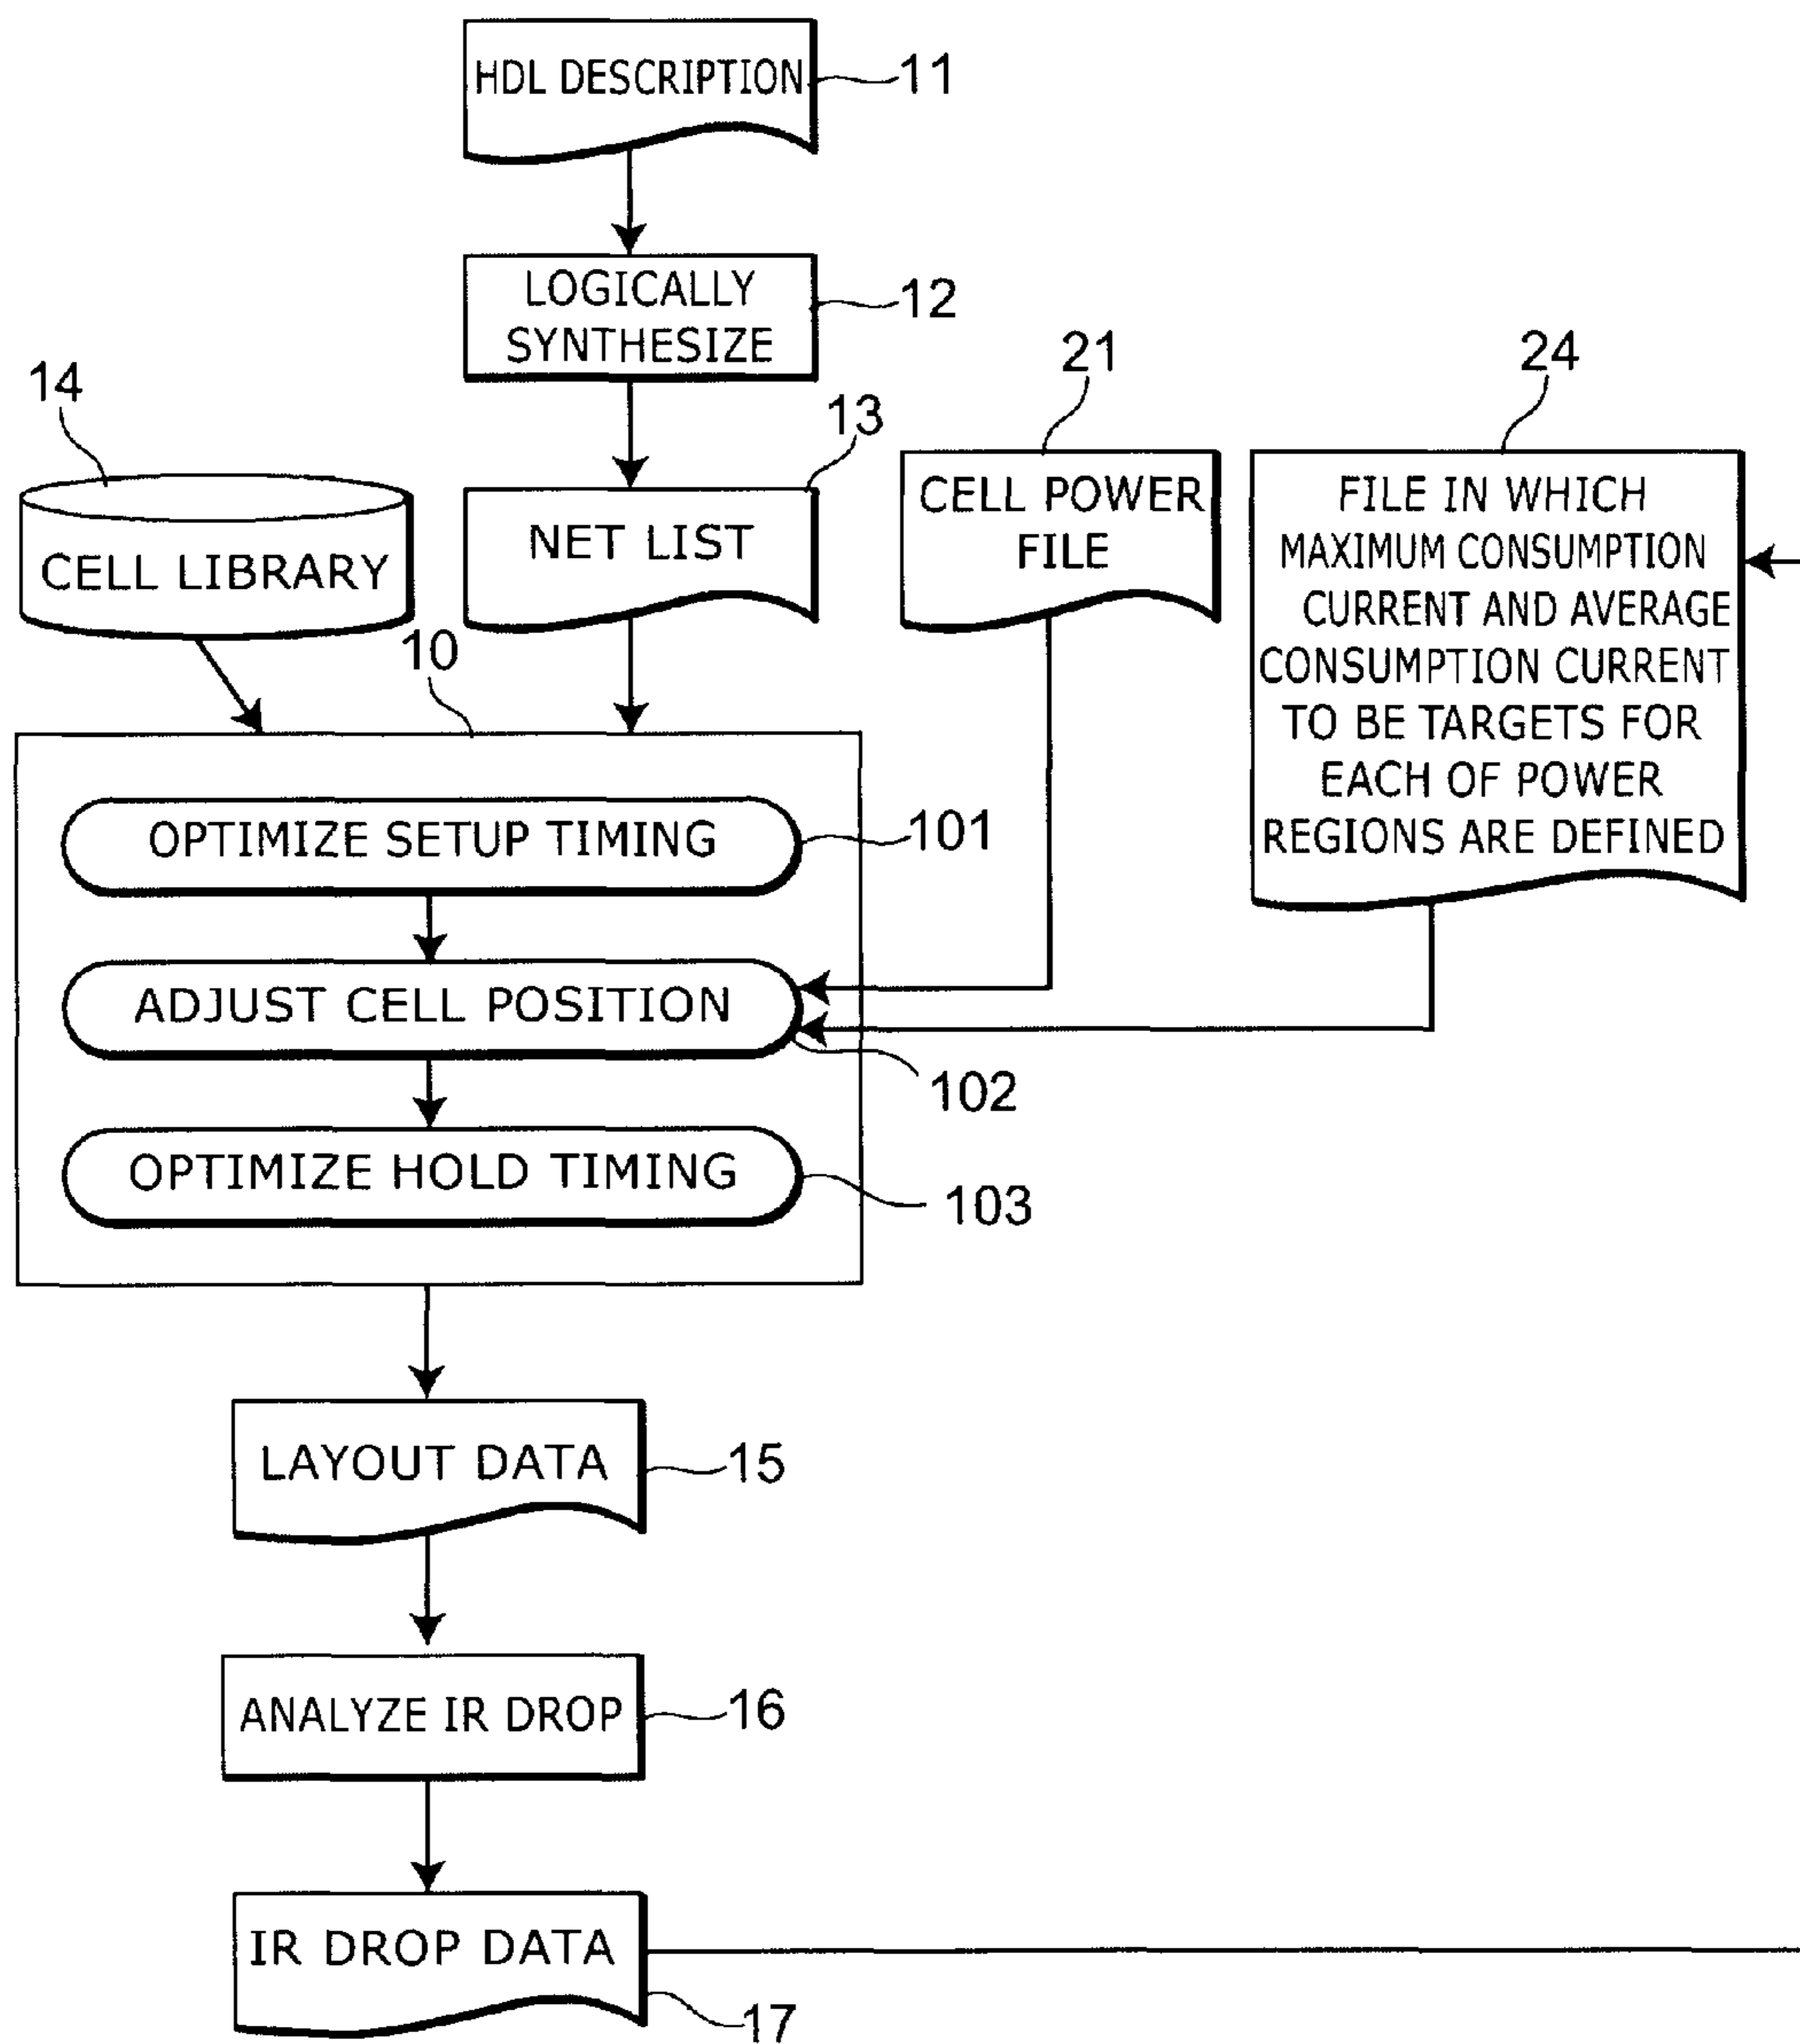 HDL DESCRIPTION
11
LOGICALLY
SYNTHESIZE
12
14
CELL LIBRARY
13
NET LIST
21
CELL POWER
FILE
24
FILE IN WHICH
MAXIMUM CONSUMPTION
CURRENT AND AVERAGE
CONSUMPTION CURRENT
TO BE TARGETS FOR
EACH OF POWER
REGIONS ARE DEFINED
10
OPTIMIZE SETUP TIMING
101
ADJUST CELL POSITION
102
OPTIMIZE HOLD TIMING
103
LAYOUT DATA
15
ANALYZE IR DROP
16
IR DROP DATA
17